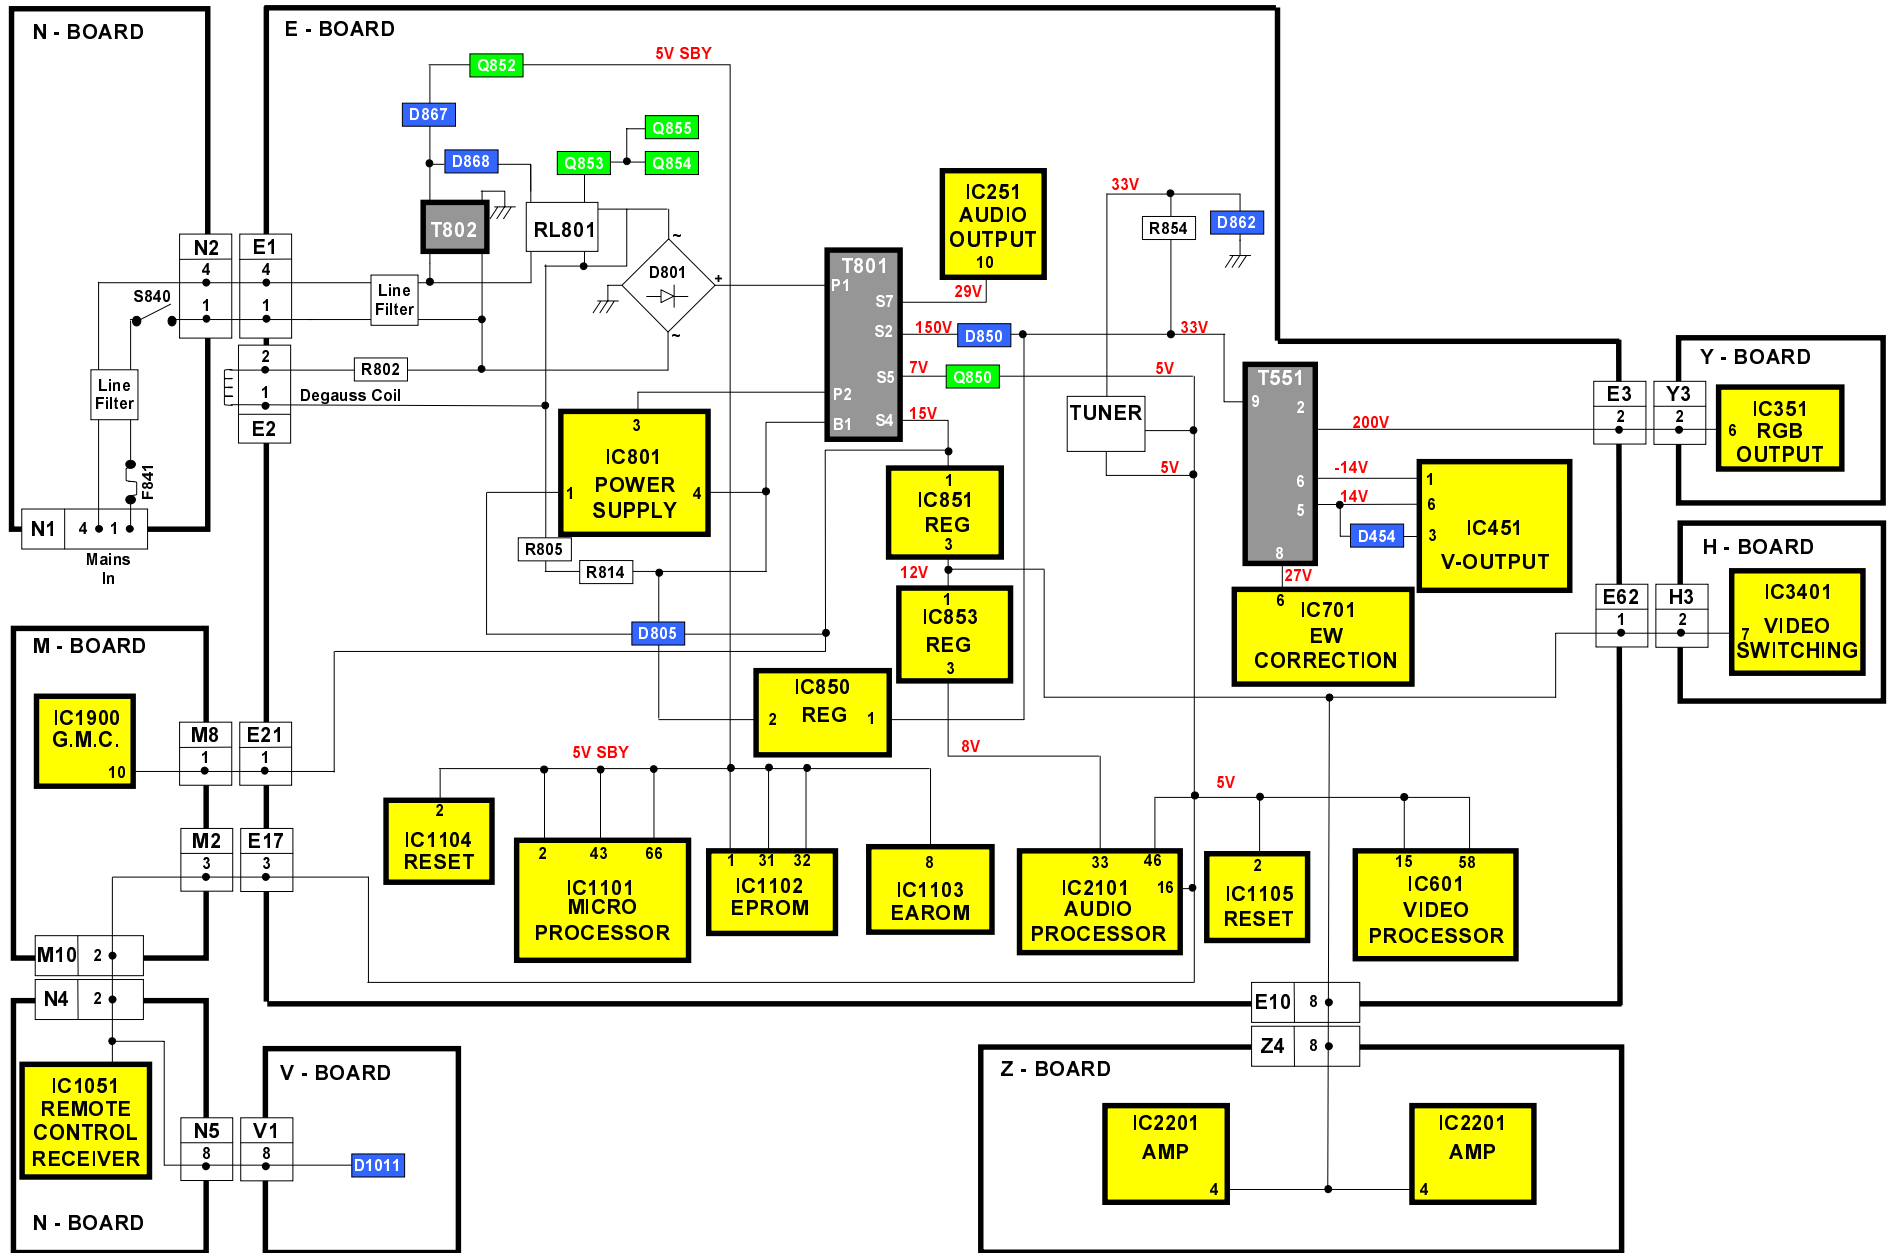 N - BOARD
E - BOARD
Q852
5V SBY
D867
Q855
D868
Q853
Q854
T802
RL801
IC251
AUDIO
OUTPUT
10
33V
R854
D862
N2
E1
4
4
S840
1
1
Line
Filter
~
D801
+
~
T801
P1
S7
29V
S2
150V
D850
33V
S5
7V
Q850
5V
P2
B1
S4
15V
2
R802
1
Degauss Coil
E2
Line
Filter
F841
N1
4
1
Mains
In
3
IC801
POWER
SUPPLY
1
4
R805
R814
D805
1
IC851
REG
3
12V
1
IC853
REG
3
TUNER
5V
T551
9
2
200V
6
-14V
5
14V
8
27V
D454
1
6
3
IC451
V-OUTPUT
6
IC701
EW
CORRECTION
E3
Y3
2
2
Y - BOARD
IC351
6
RGB
OUTPUT
H - BOARD
E62
H3
1
2
IC3401
VIDEO
7
SWITCHING
M - BOARD
IC1900
G.M.C.
10
M8
E21
1
1
M2
E17
3
3
IC850
REG
2
1
8V
5V SBY
5V
2
IC1104
RESET
2
43
66
IC1101
MICRO
PROCESSOR
1
31
32
IC1102
EPROM
8
IC1103
EAROM
33
46
16
IC2101
AUDIO
PROCESSOR
2
IC1105
RESET
15
58
IC601
VIDEO
PROCESSOR
M10
2
N4
2
IC1051
REMOTE
CONTROL
RECEIVER
N5
V1
8
8
N - BOARD
V - BOARD
D1011
E10
8
Z4
8
Z - BOARD
IC2201
AMP
4
IC2201
AMP
4